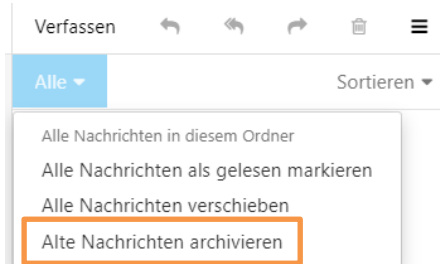 Verfassen
Alle Sortieren
Alle Nachrichten in diesem Ordner
Alle Nachrichten als gelesen markieren
Alle Nachrichten verschieben
Alte Nachrichten archivieren